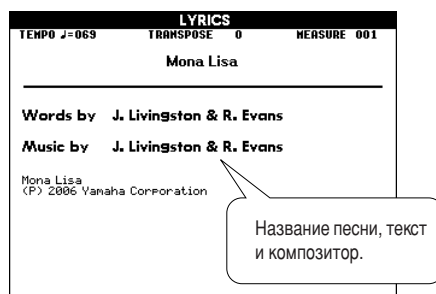 LYRICS
TEMPO ♩=069 TRANSPOSE 0 MEASURE 001
Mona Lisa
Words by J. Livingston & R. Evans
Music by J. Livingston & R. Evans
Mona Lisa
(P) 2006 Yamaha Corporation
Название песни, текст
и композитор.